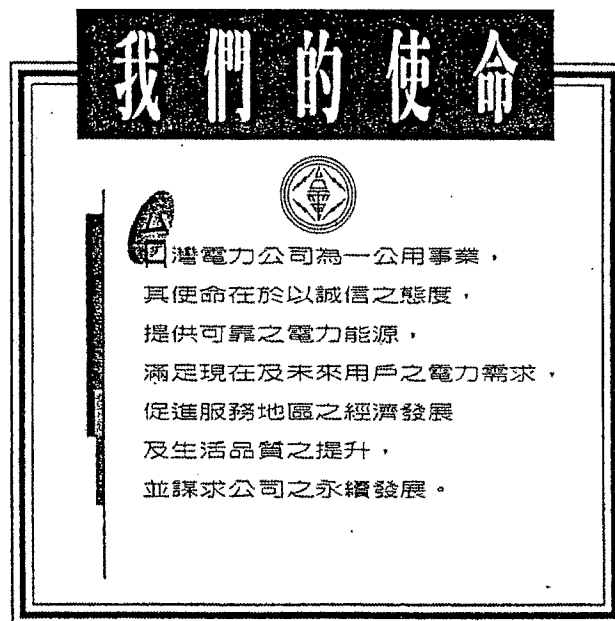 我們的使命
台灣電力公司為一公用事業，
其使命在於以誠信之態度，
提供可靠之電力能源，
滿足現在及未來用戶之電力需求，
促進服務地區之經濟發展
及生活品質之提升，
並謀求公司之永續發展。